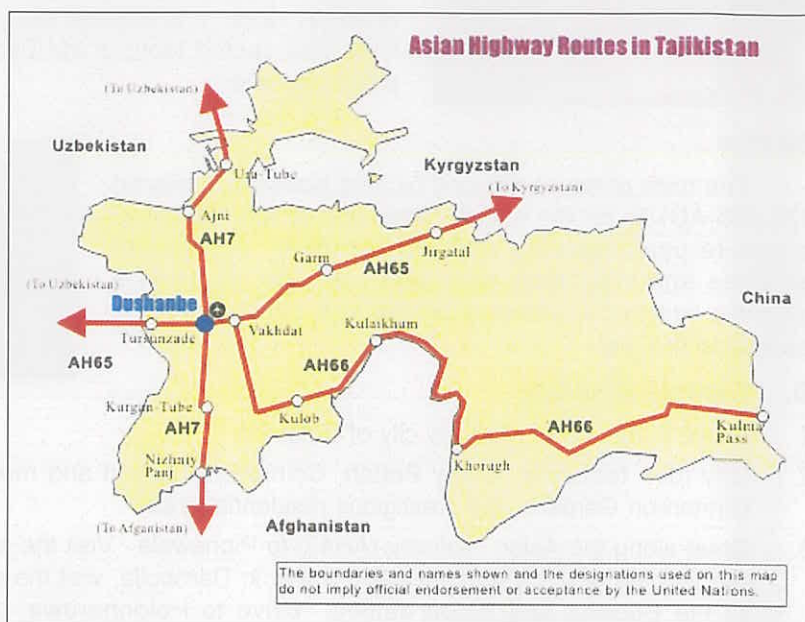 Asian Highway Routes in Tajikistan
(To Uzbekistan)
Uzbekistan
Ura-Tube
Kyrgyzstan
(To Kyrgyzstan)
Ajni
AH7
Jirgatal
Garm
AH65
(To Uzbekistan)
Dushanbe
China
Tursunzade
Vakhdat
Kulaikhum
AH65
AH66
Kurgan-Tube
Kulob
AH7
AH66
Kulma
Pass
Khorugh
Nizhniy
Panj
(To Afganistan)
Afghanistan
The boundaries and names shown and the designations used on this map
do not imply official endorsement or acceptance by the United Nations.